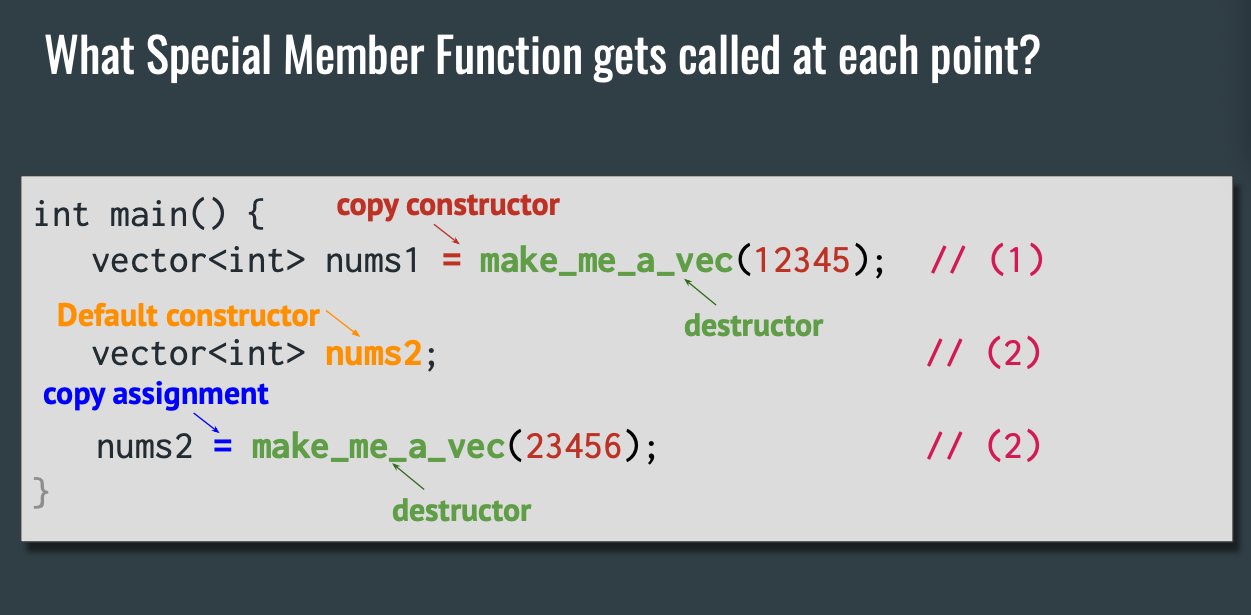 What Special Member Function gets called at each point?
int main() {
copy constructor
vector<int> nums1 = make_me_a_vec(12345); // (1)
destructor
Default constructor
vector<int> nums2; // (2)
copy assignment
nums2 = make_me_a_vec(23456); // (2)
}
destructor